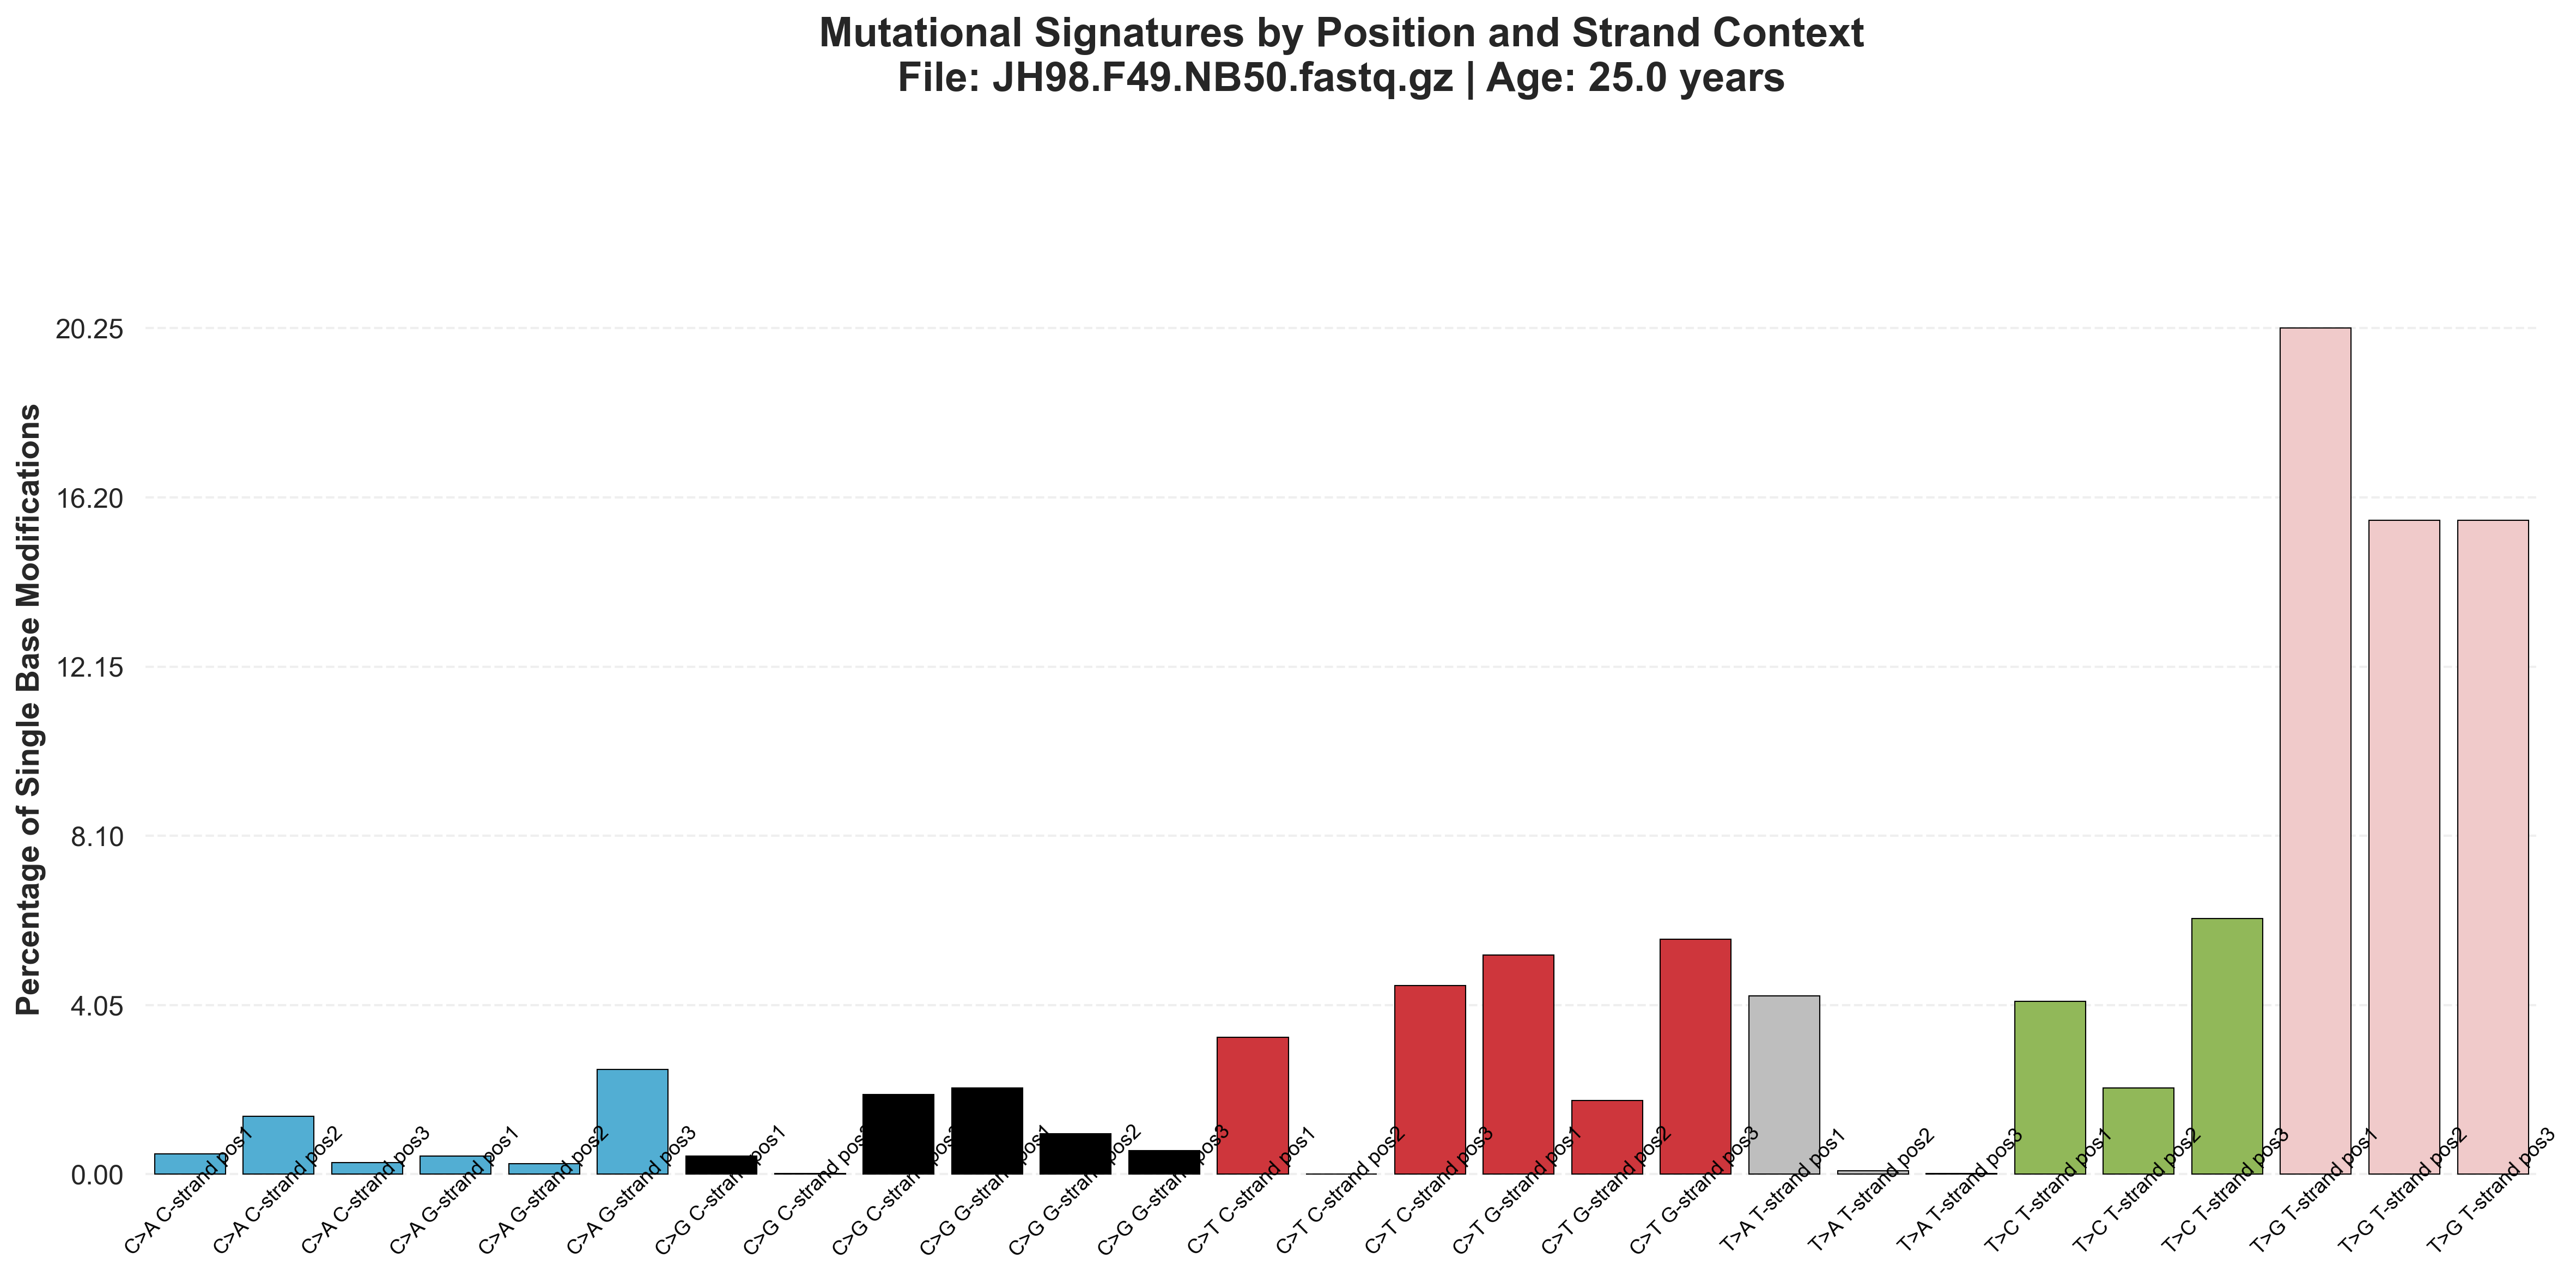 Mutational Signatures by Position and Strand Context
File: JH98.F49.NB50.fastq.gz | Age: 25.0 years
Percentage of Single Base Modifications
20.25
16.20
12.15
8.10
4.05
0.00
C>A C-strand pos1
C>A C-strand pos2
C>A C-strand pos3
C>A G-strand pos1
C>A G-strand pos2
C>A G-strand pos3
C>G C-strand pos1
C>G C-strand pos2
C>G C-strand pos3
C>G G-strand pos1
C>G G-strand pos2
C>G G-strand pos3
C>T C-strand pos1
C>T C-strand pos2
C>T C-strand pos3
C>T G-strand pos1
C>T G-strand pos2
C>T G-strand pos3
T>A T-strand pos1
T>A T-strand pos2
T>A T-strand pos3
T>C T-strand pos1
T>C T-strand pos2
T>C T-strand pos3
T>G T-strand pos1
T>G T-strand pos2
T>G T-strand pos3